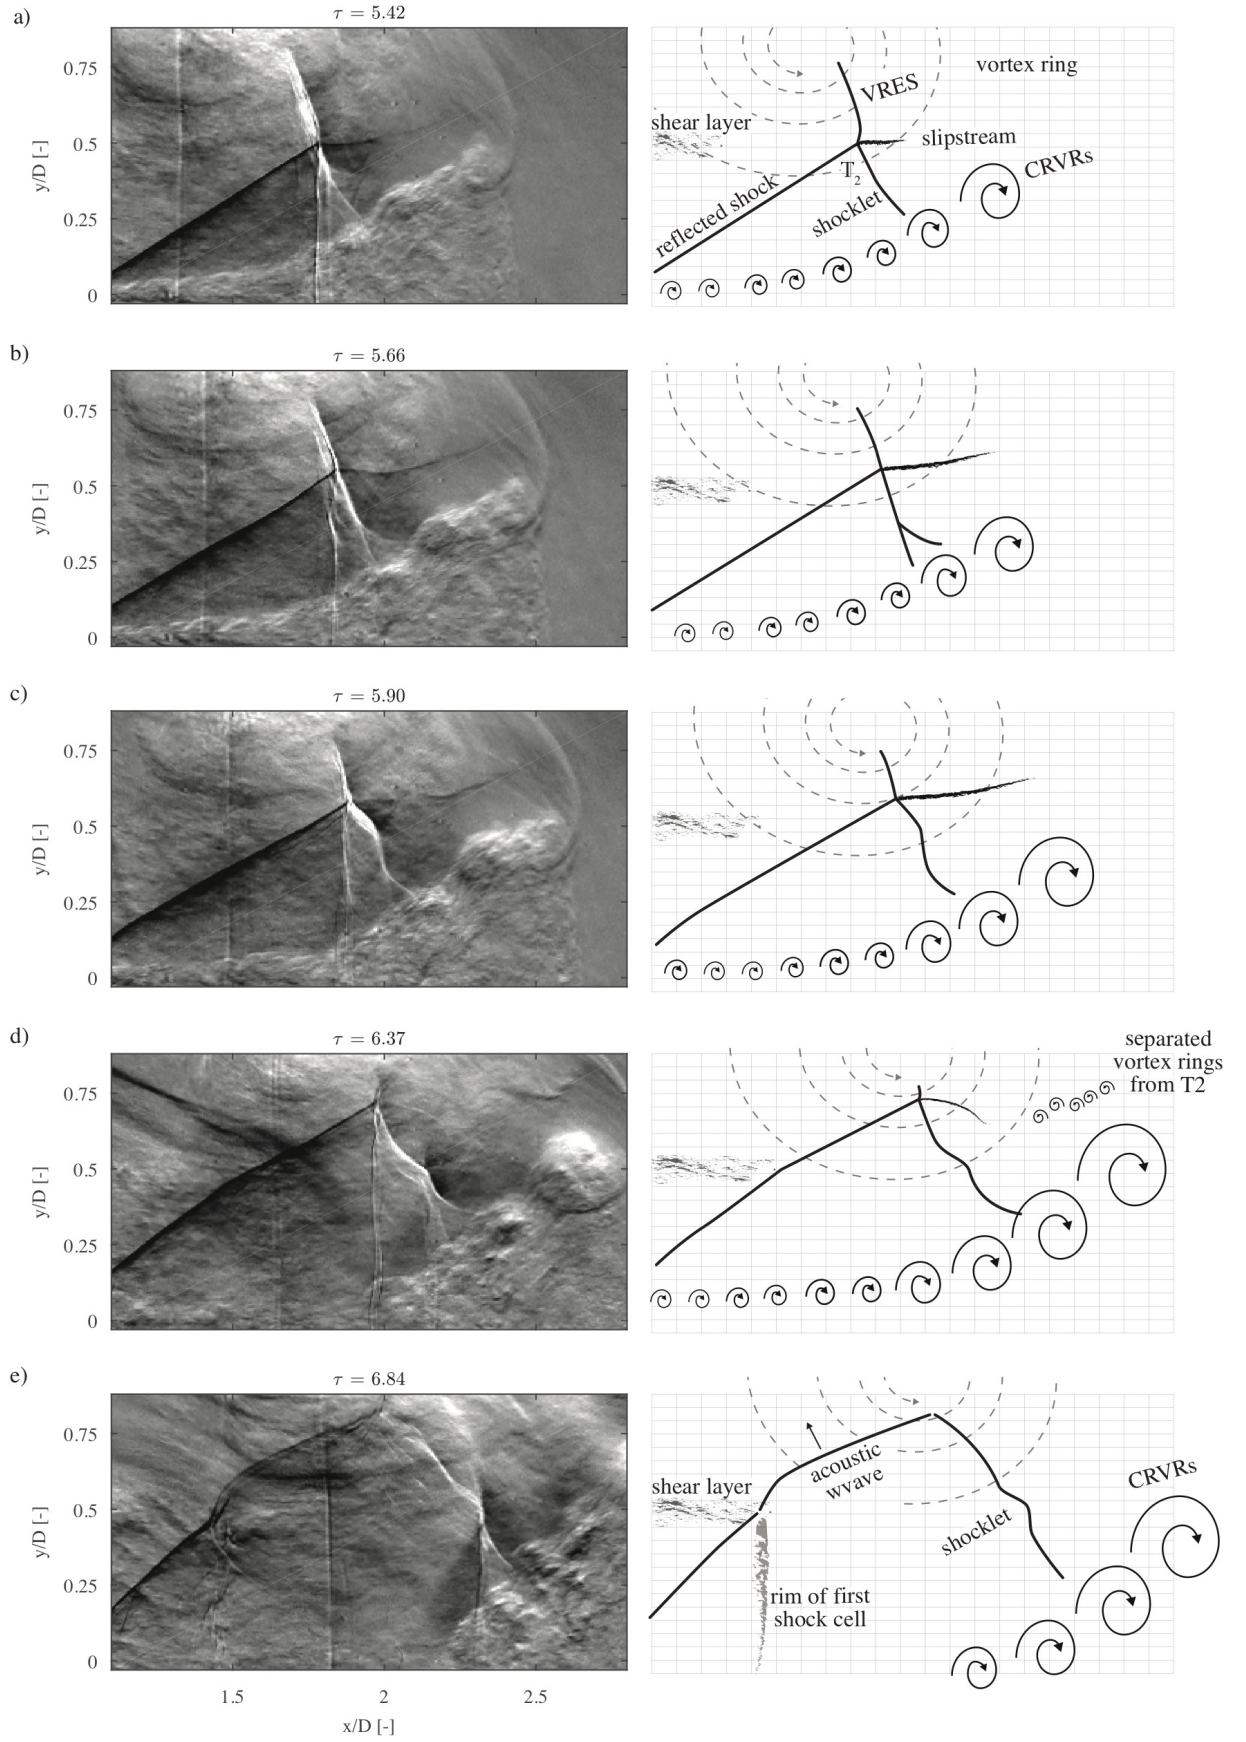 a)
τ = 5.42
0.75
0.5
0.25
0
y/D [-]
vortex ring
VRES
shear layer
slipstream
T2
CRVRs
reflected shock
shocklet
b)
τ = 5.66
0.75
0.5
0.25
0
y/D [-]
c)
τ = 5.90
0.75
0.5
0.25
0
y/D [-]
d)
τ = 6.37
0.75
0.5
0.25
0
y/D [-]
separated
vortex rings
from T2
e)
τ = 6.84
0.75
0.5
0.25
0
y/D [-]
1.5
2
2.5
x/D [-]
acoustic
wvave
shear layer
CRVRs
shocklet
rim of first
shock cell